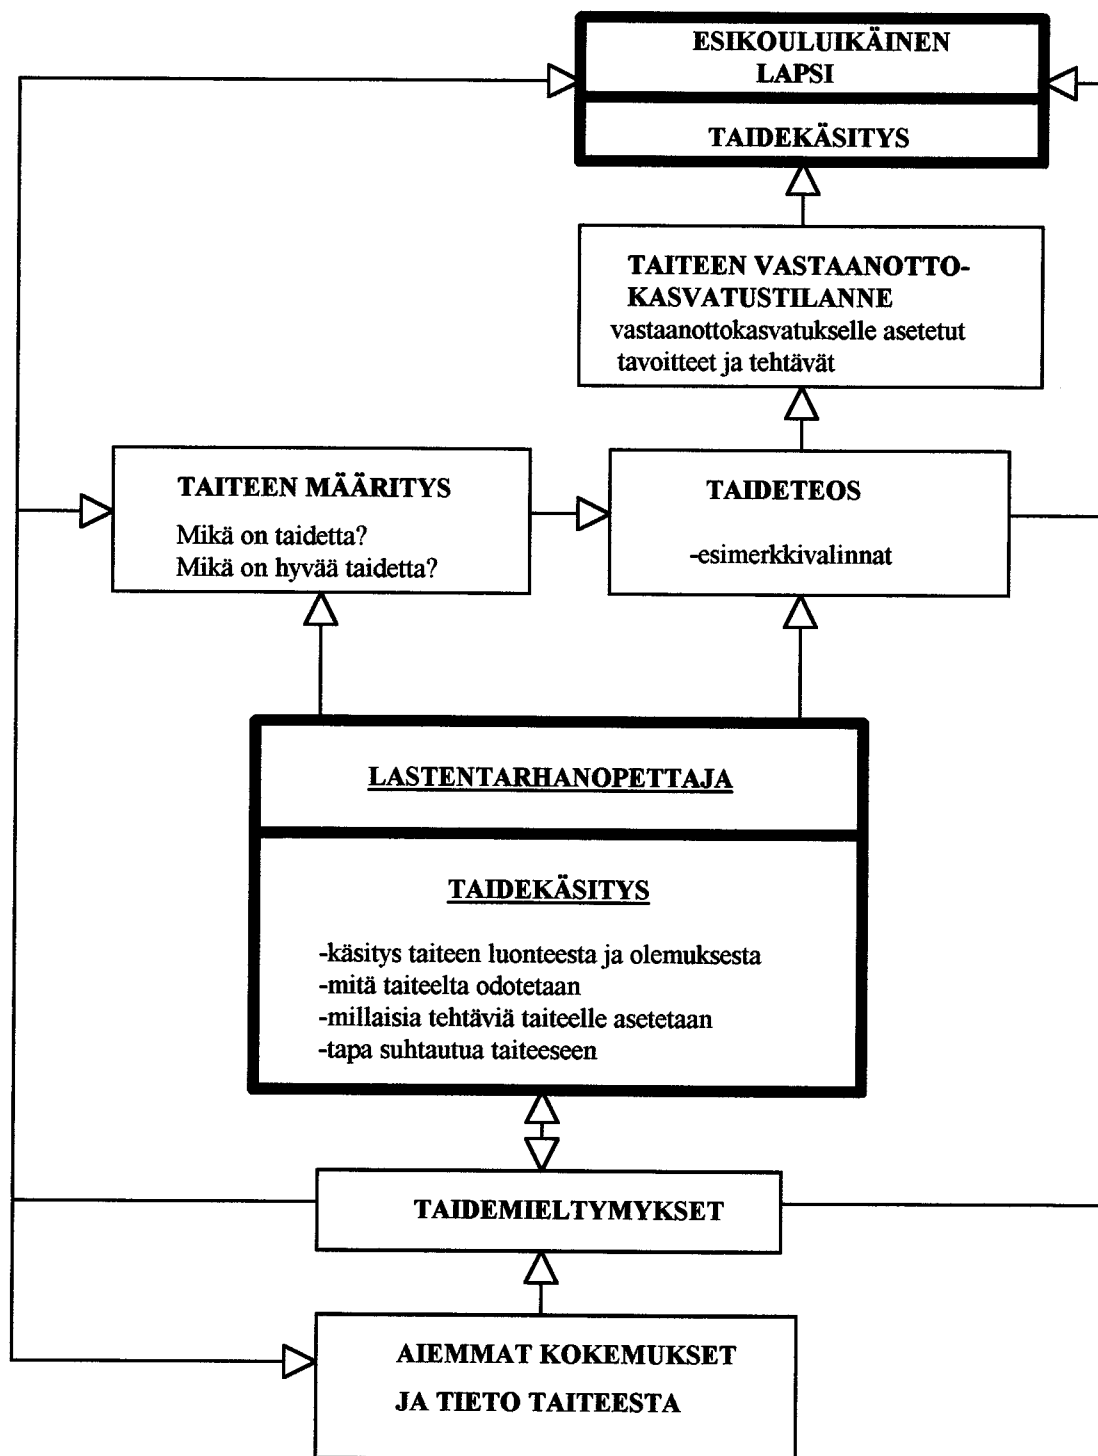 ESIKOULUIKÄINEN
LAPSI
TAIDEKÄSITYS
TAITEEN VASTAANOTTO-
KASVATUSTILANNE
vastaanottokasvatukselle asetetut
tavoitteet ja tehtävät
TAITEEN MÄÄRITYS
Mikä on taidetta?
Mikä on hyvää taidetta?
TAIDETEOS
-esimerkkivalinnat
LASTENTARHANOPETTAJA
TAIDEKÄSITYS
-käsitys taiteen luonteesta ja olemuksesta
-mitä taiteelta odotetaan
-millaisia tehtäviä taiteelle asetetaan
-tapa suhtautua taiteeseen
TAIDEMIELTYMYKSET
AIEMMAT KOKEMUKSET
JA TIETO TAITEESTA